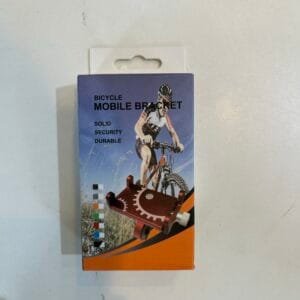 BICYCLE
MOBILE BRACKET
SOLID
SECURITY
DURABLE